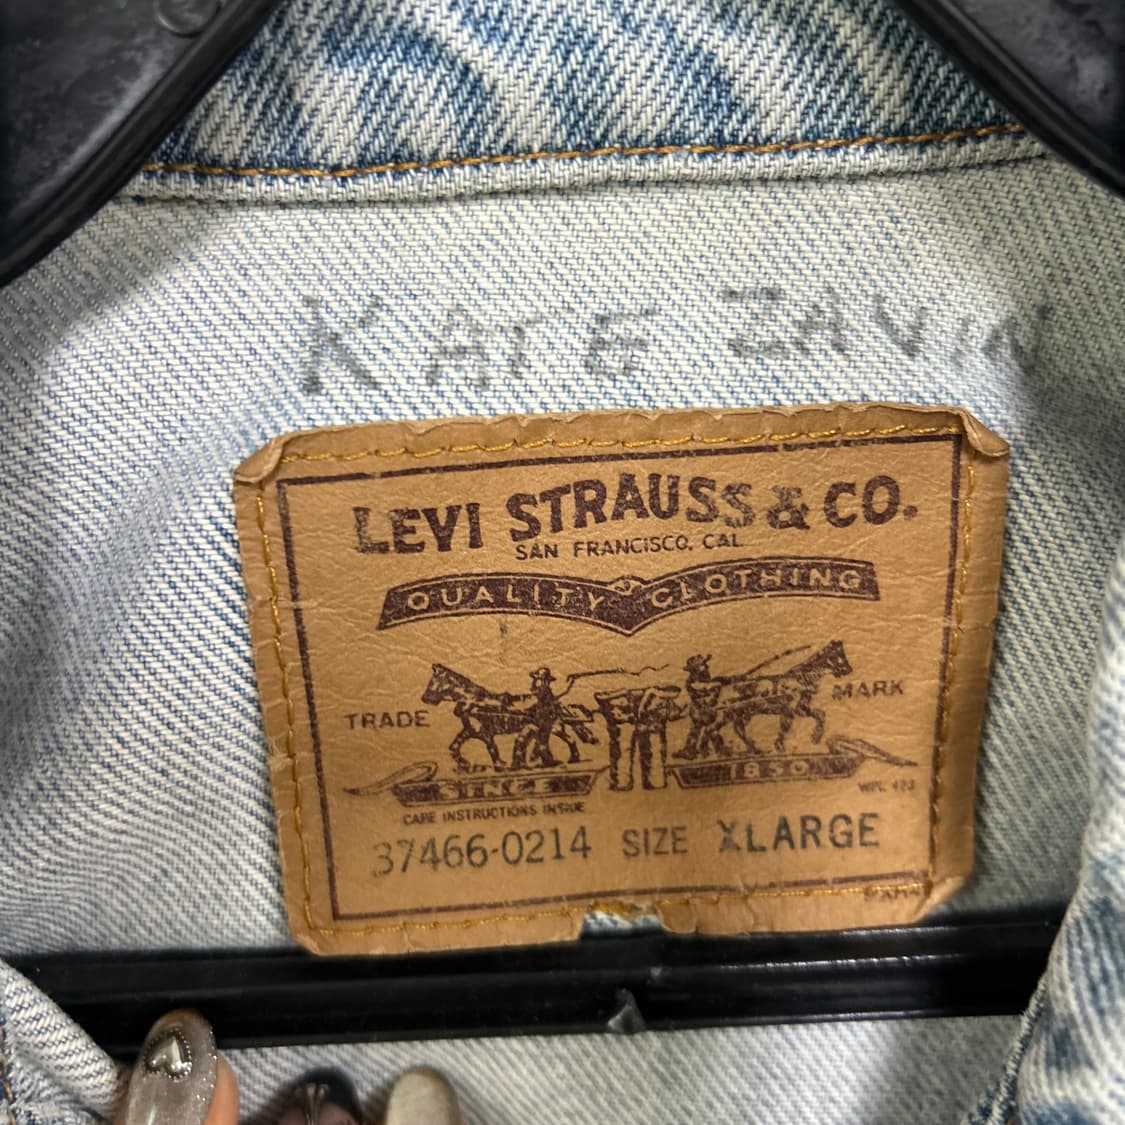 KATE ZAVIN
LEVI STRAUSS & CO.
SAN FRANCISCO, CAL
QUALITY CLOTHING
TRADE MARK
SINCE 1850
WPL 423
CARE INSTRUCTIONS INSIDE
37466-0214 SIZE XLARGE